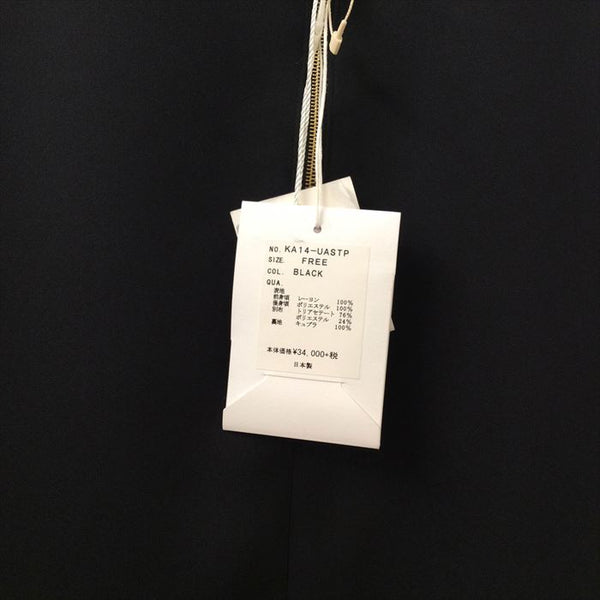 NO. KA14-UASTP
SIZE. FREE
COL. BLACK
QUA.
表地
前身頃 レーヨン 100%
後身頃 ポリエステル 100%
別布 トリアセテート 76%
ポリエステル 24%
裏地 キュプラ 100%
本体価格 ¥34,000+税
日本製